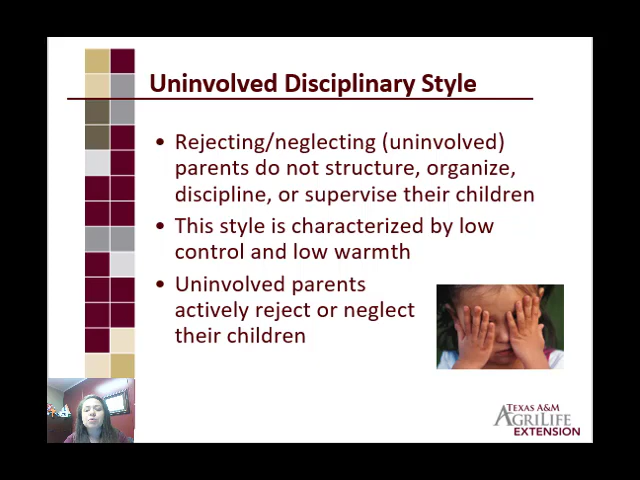 Uninvolved Disciplinary Style
• Rejecting/neglecting (uninvolved)
parents do not structure, organize,
discipline, or supervise their children
• This style is characterized by low
control and low warmth
• Uninvolved parents
actively reject or neglect
their children
TEXAS A&M
AGRILIFE
EXTENSION